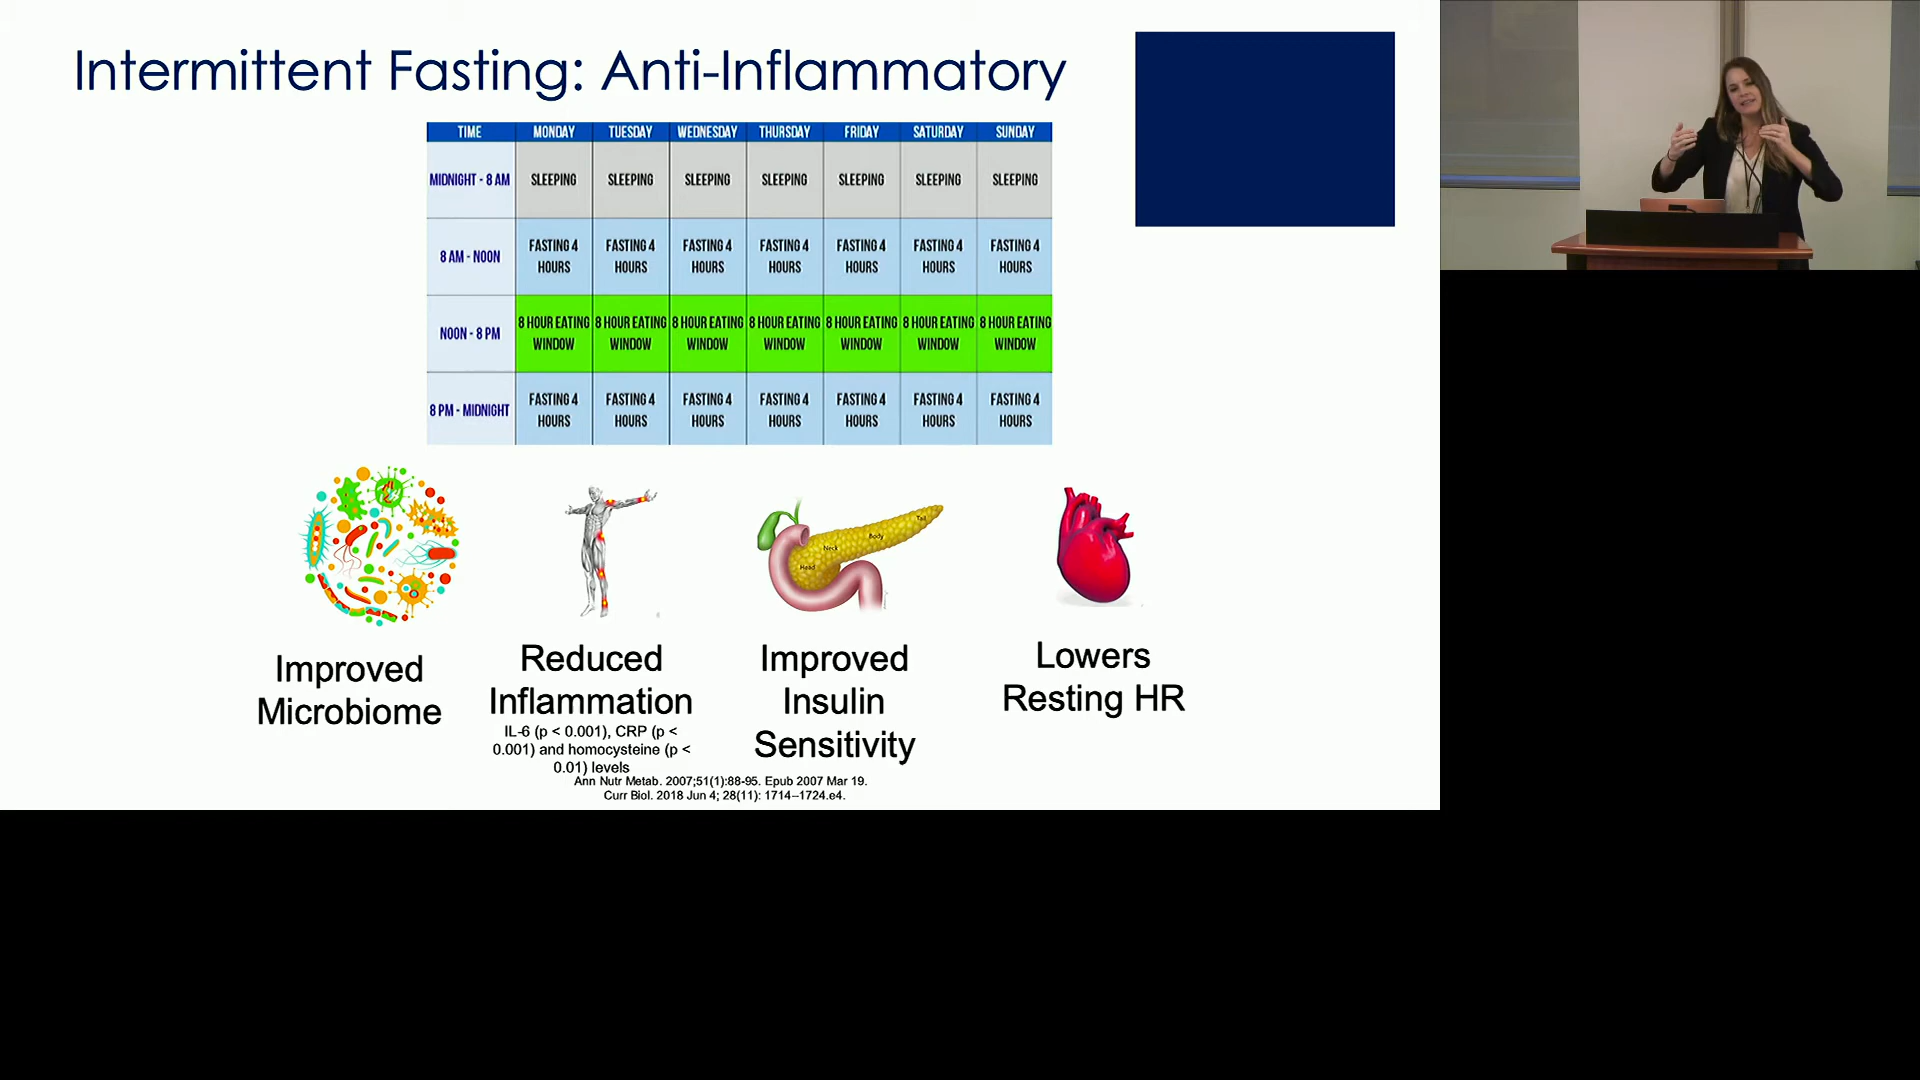 Intermittent Fasting: Anti-Inflammatory
TIME MONDAY TUESDAY WEDNESDAY THURSDAY FRIDAY SATURDAY SUNDAY
MIDNIGHT - 8 AM SLEEPING SLEEPING SLEEPING SLEEPING SLEEPING SLEEPING SLEEPING
8 AM - NOON FASTING 4 HOURS FASTING 4 HOURS FASTING 4 HOURS FASTING 4 HOURS FASTING 4 HOURS FASTING 4 HOURS FASTING 4 HOURS
NOON - 8 PM 8 HOUR EATING WINDOW 8 HOUR EATING WINDOW 8 HOUR EATING WINDOW 8 HOUR EATING WINDOW 8 HOUR EATING WINDOW 8 HOUR EATING WINDOW 8 HOUR EATING WINDOW
8 PM - MIDNIGHT FASTING 4 HOURS FASTING 4 HOURS FASTING 4 HOURS FASTING 4 HOURS FASTING 4 HOURS FASTING 4 HOURS FASTING 4 HOURS
Tail
Body
Neck
Head
Improved
Microbiome
Reduced
Inflammation
IL-6 (p < 0.001), CRP (p <
0.001) and homocysteine (p <
0.01) levels
Improved
Insulin
Sensitivity
Lowers
Resting HR
Ann Nutr Metab. 2007;51(1):88-95. Epub 2007 Mar 19.
Curr Biol. 2018 Jun 4; 28(11): 1714--1724.e4.